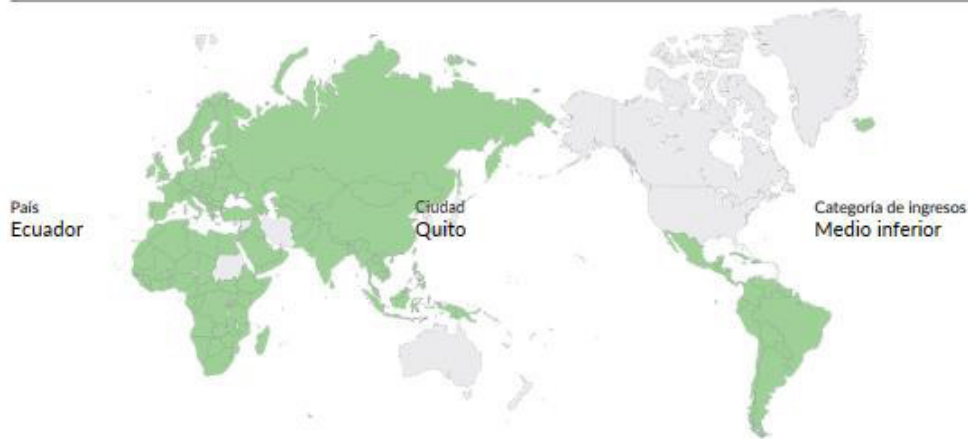 País
Ecuador
Ciudad
Quito
Categoría de ingresos
Medio inferior